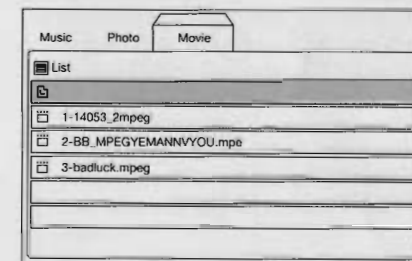 Music Photo Movie
List
1-14053_2mpeg
2-BB_MPEGYEMANNVYOU.mpe
3-badluck.mpeg